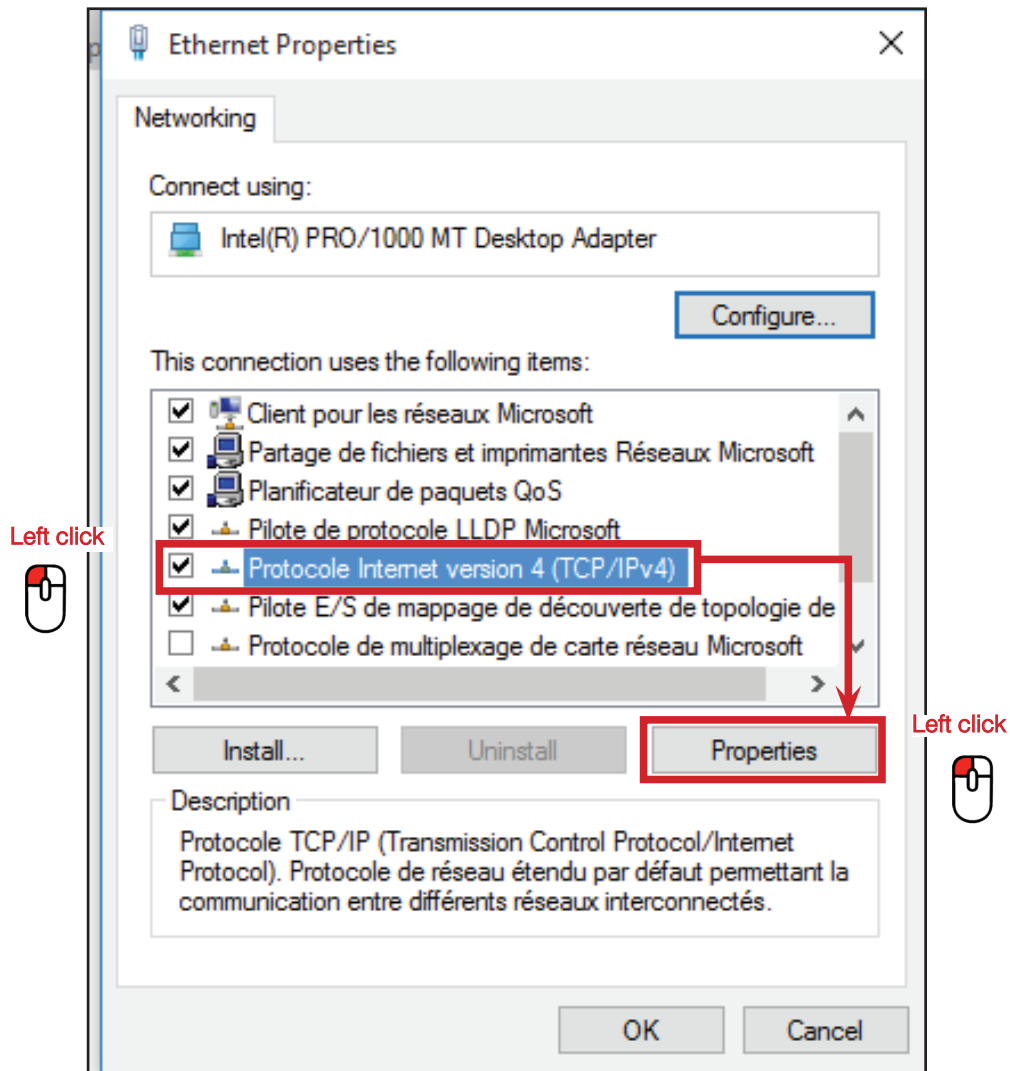 Ethernet Properties
Networking
Connect using:
Intel(R) PRO/1000 MT Desktop Adapter
Configure...
This connection uses the following items:
Client pour les réseaux Microsoft
Partage de fichiers et imprimantes Réseaux Microsoft
Planificateur de paquets QoS
Pilote de protocole LLDP Microsoft
Left click
Protocole Internet version 4 (TCP/IPv4)
Pilote E/S de mappage de découverte de topologie de
Protocole de multiplexage de carte réseau Microsoft
Left click
Install...
Uninstall
Properties
Description
Protocole TCP/IP (Transmission Control Protocol/Internet
Protocol). Protocole de réseau étendu par défaut permettant la
communication entre différents réseaux interconnectés.
OK
Cancel